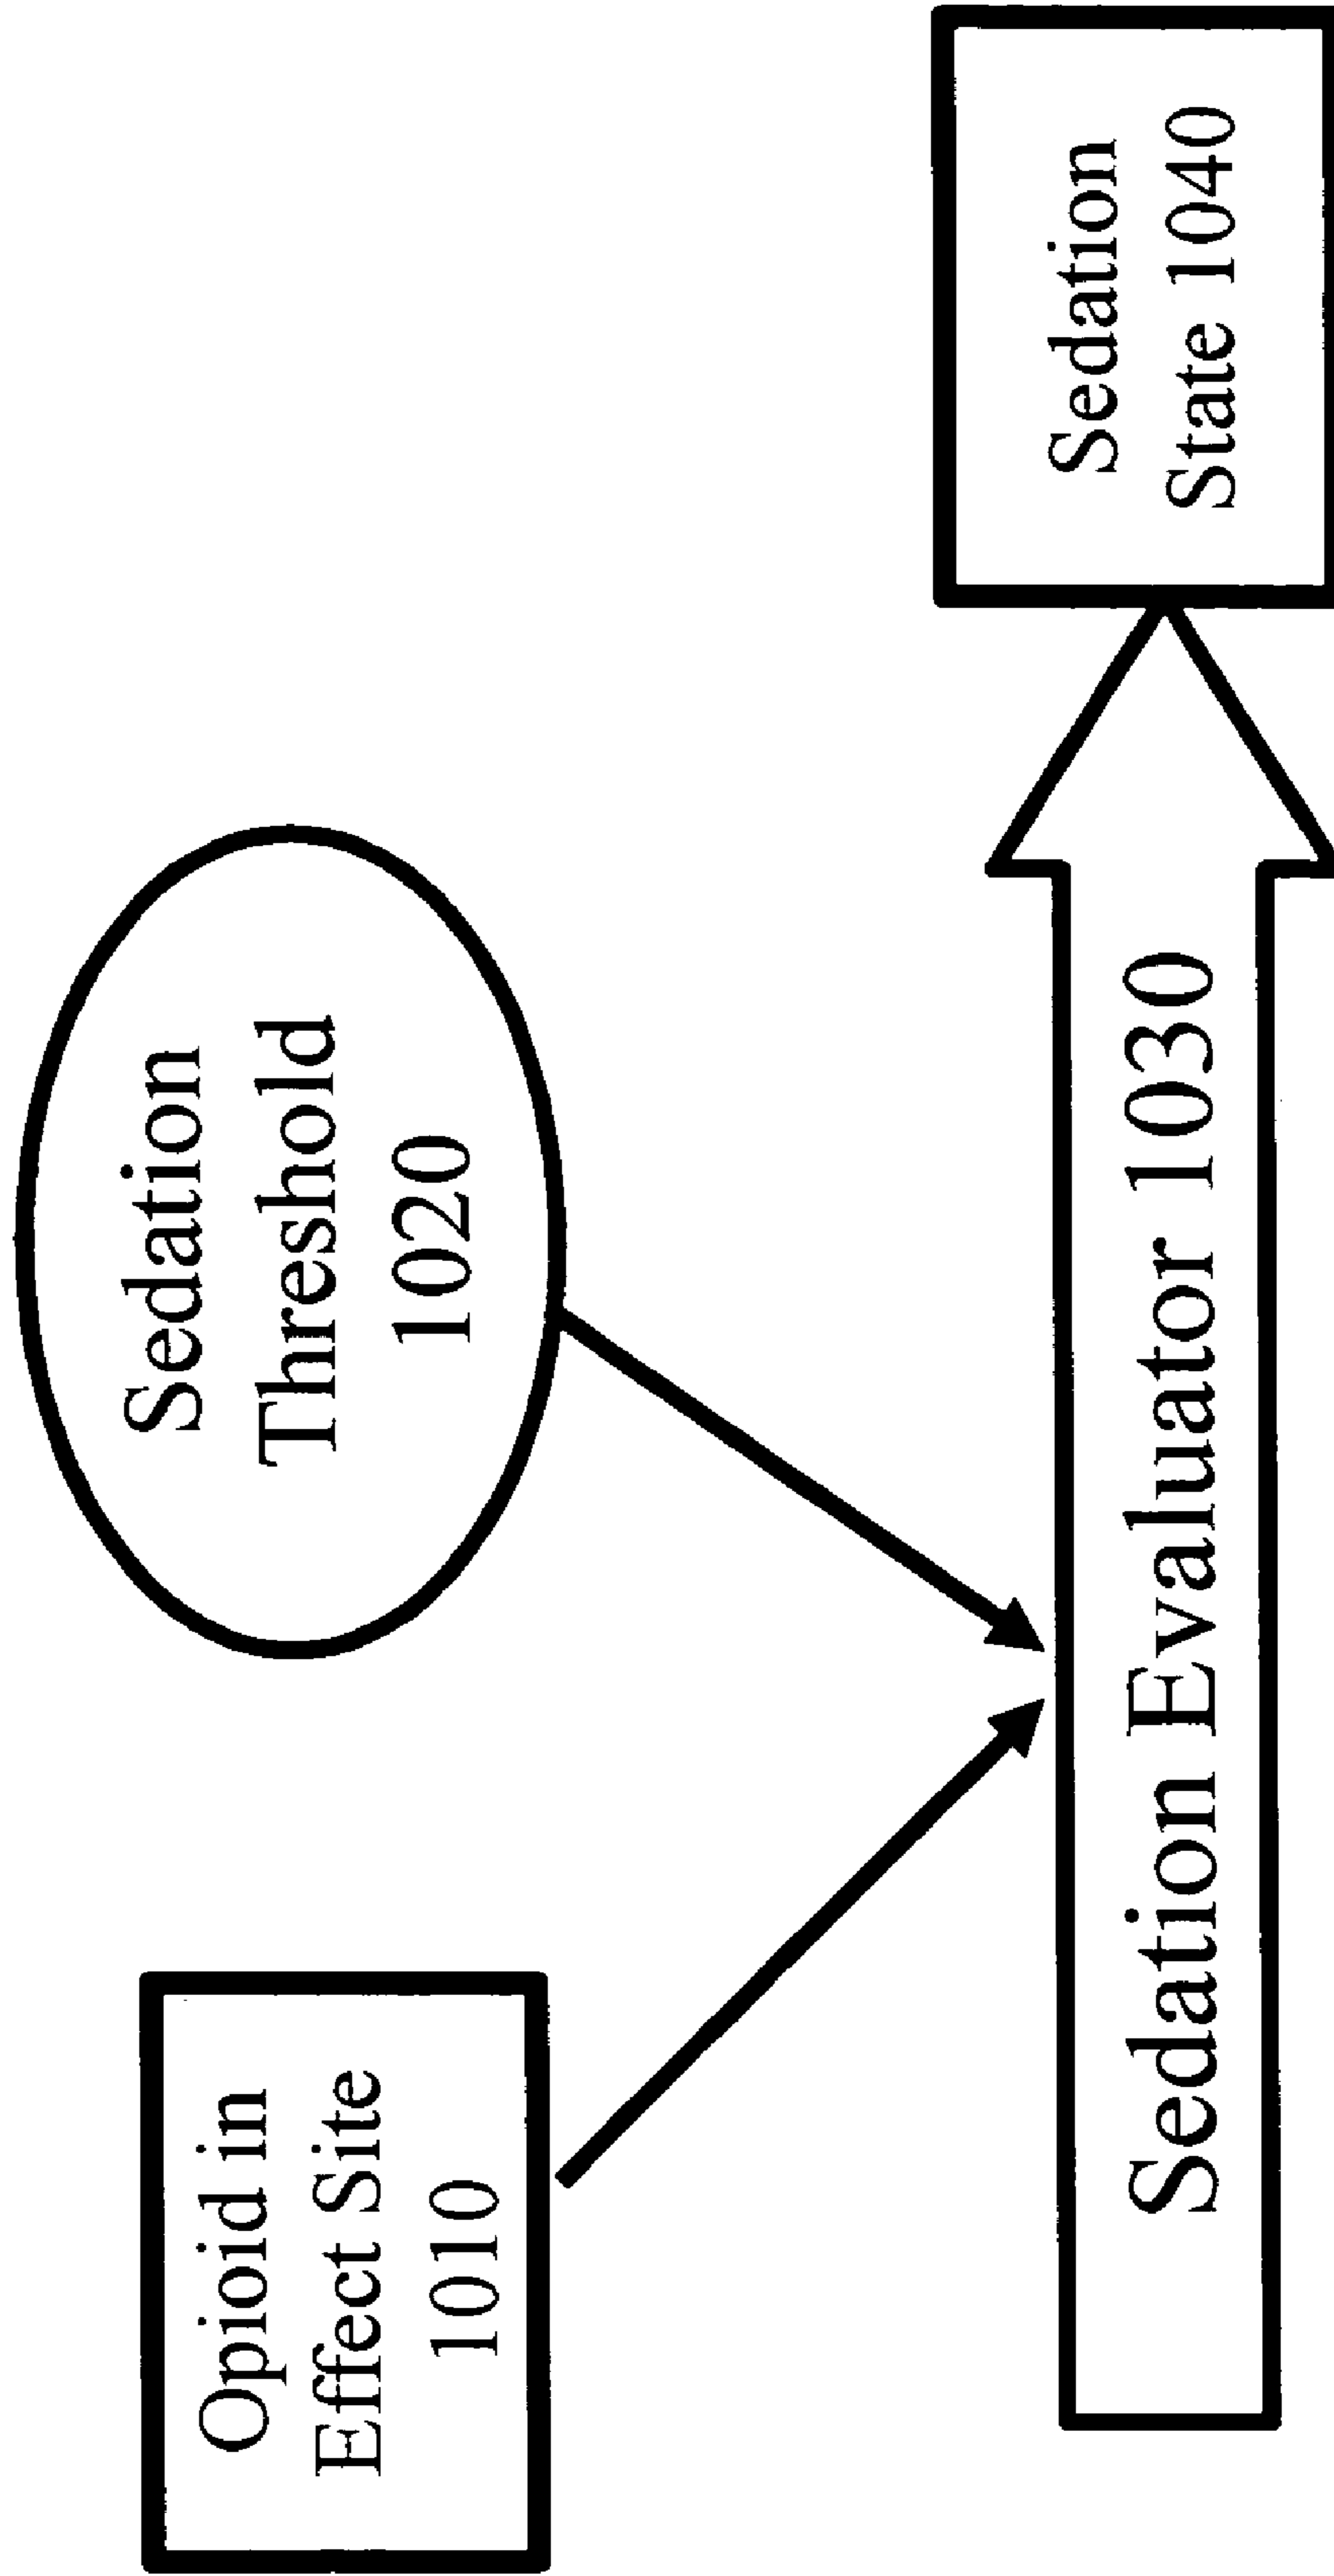 Opioid in
Effect Site
1010
Sedation
Threshold
1020
Sedation Evaluator 1030
Sedation
State 1040